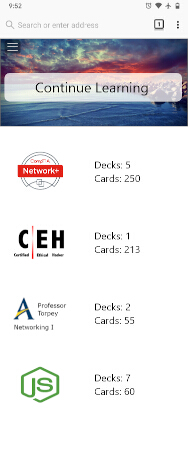 9:52
Search or enter address
1
Continue Learning
CompTIA
Network+
Decks: 5
Cards: 250
C|EH
Certified Ethical Hacker
Decks: 1
Cards: 213
Professor
Torpey
Networking 1
Decks: 2
Cards: 55
JS
Decks: 7
Cards: 60